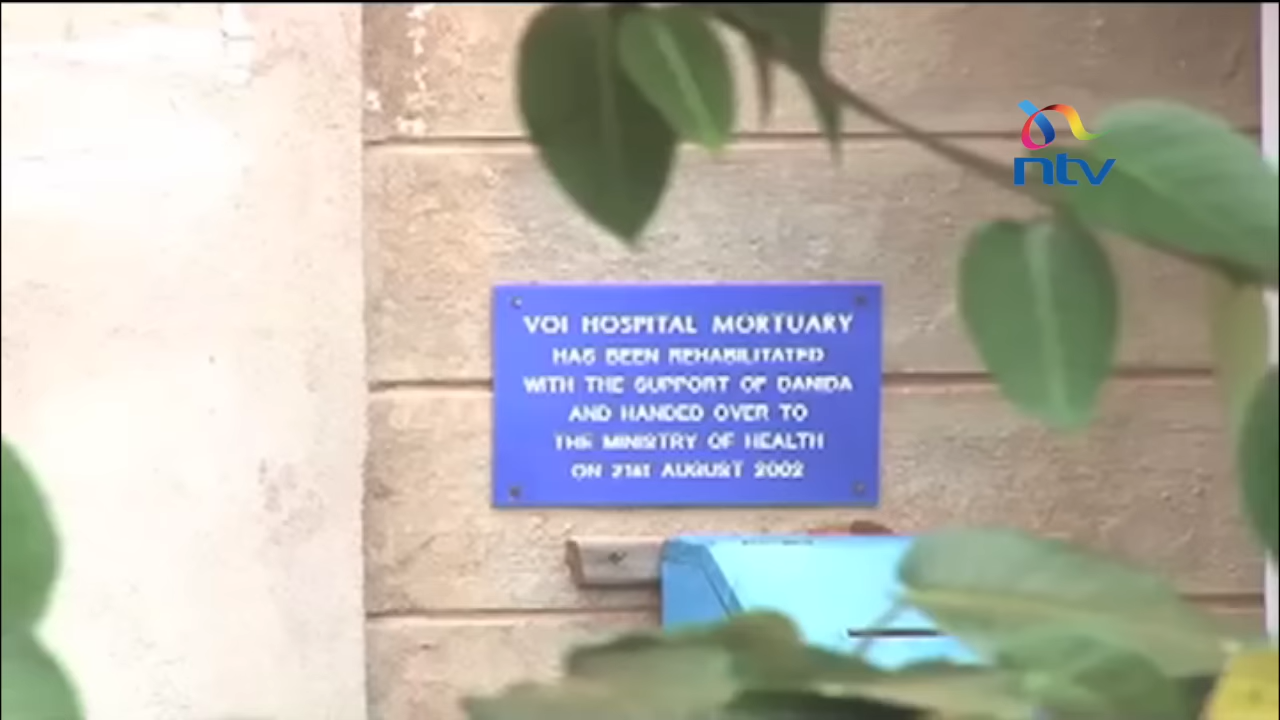 ntv
VOI HOSPITAL MORTUARY
HAS BEEN REHABILITATED
WITH THE SUPPORT OF DANIDA
AND HANDED OVER TO
THE MINISTRY OF HEALTH
ON 21st AUGUST 2002